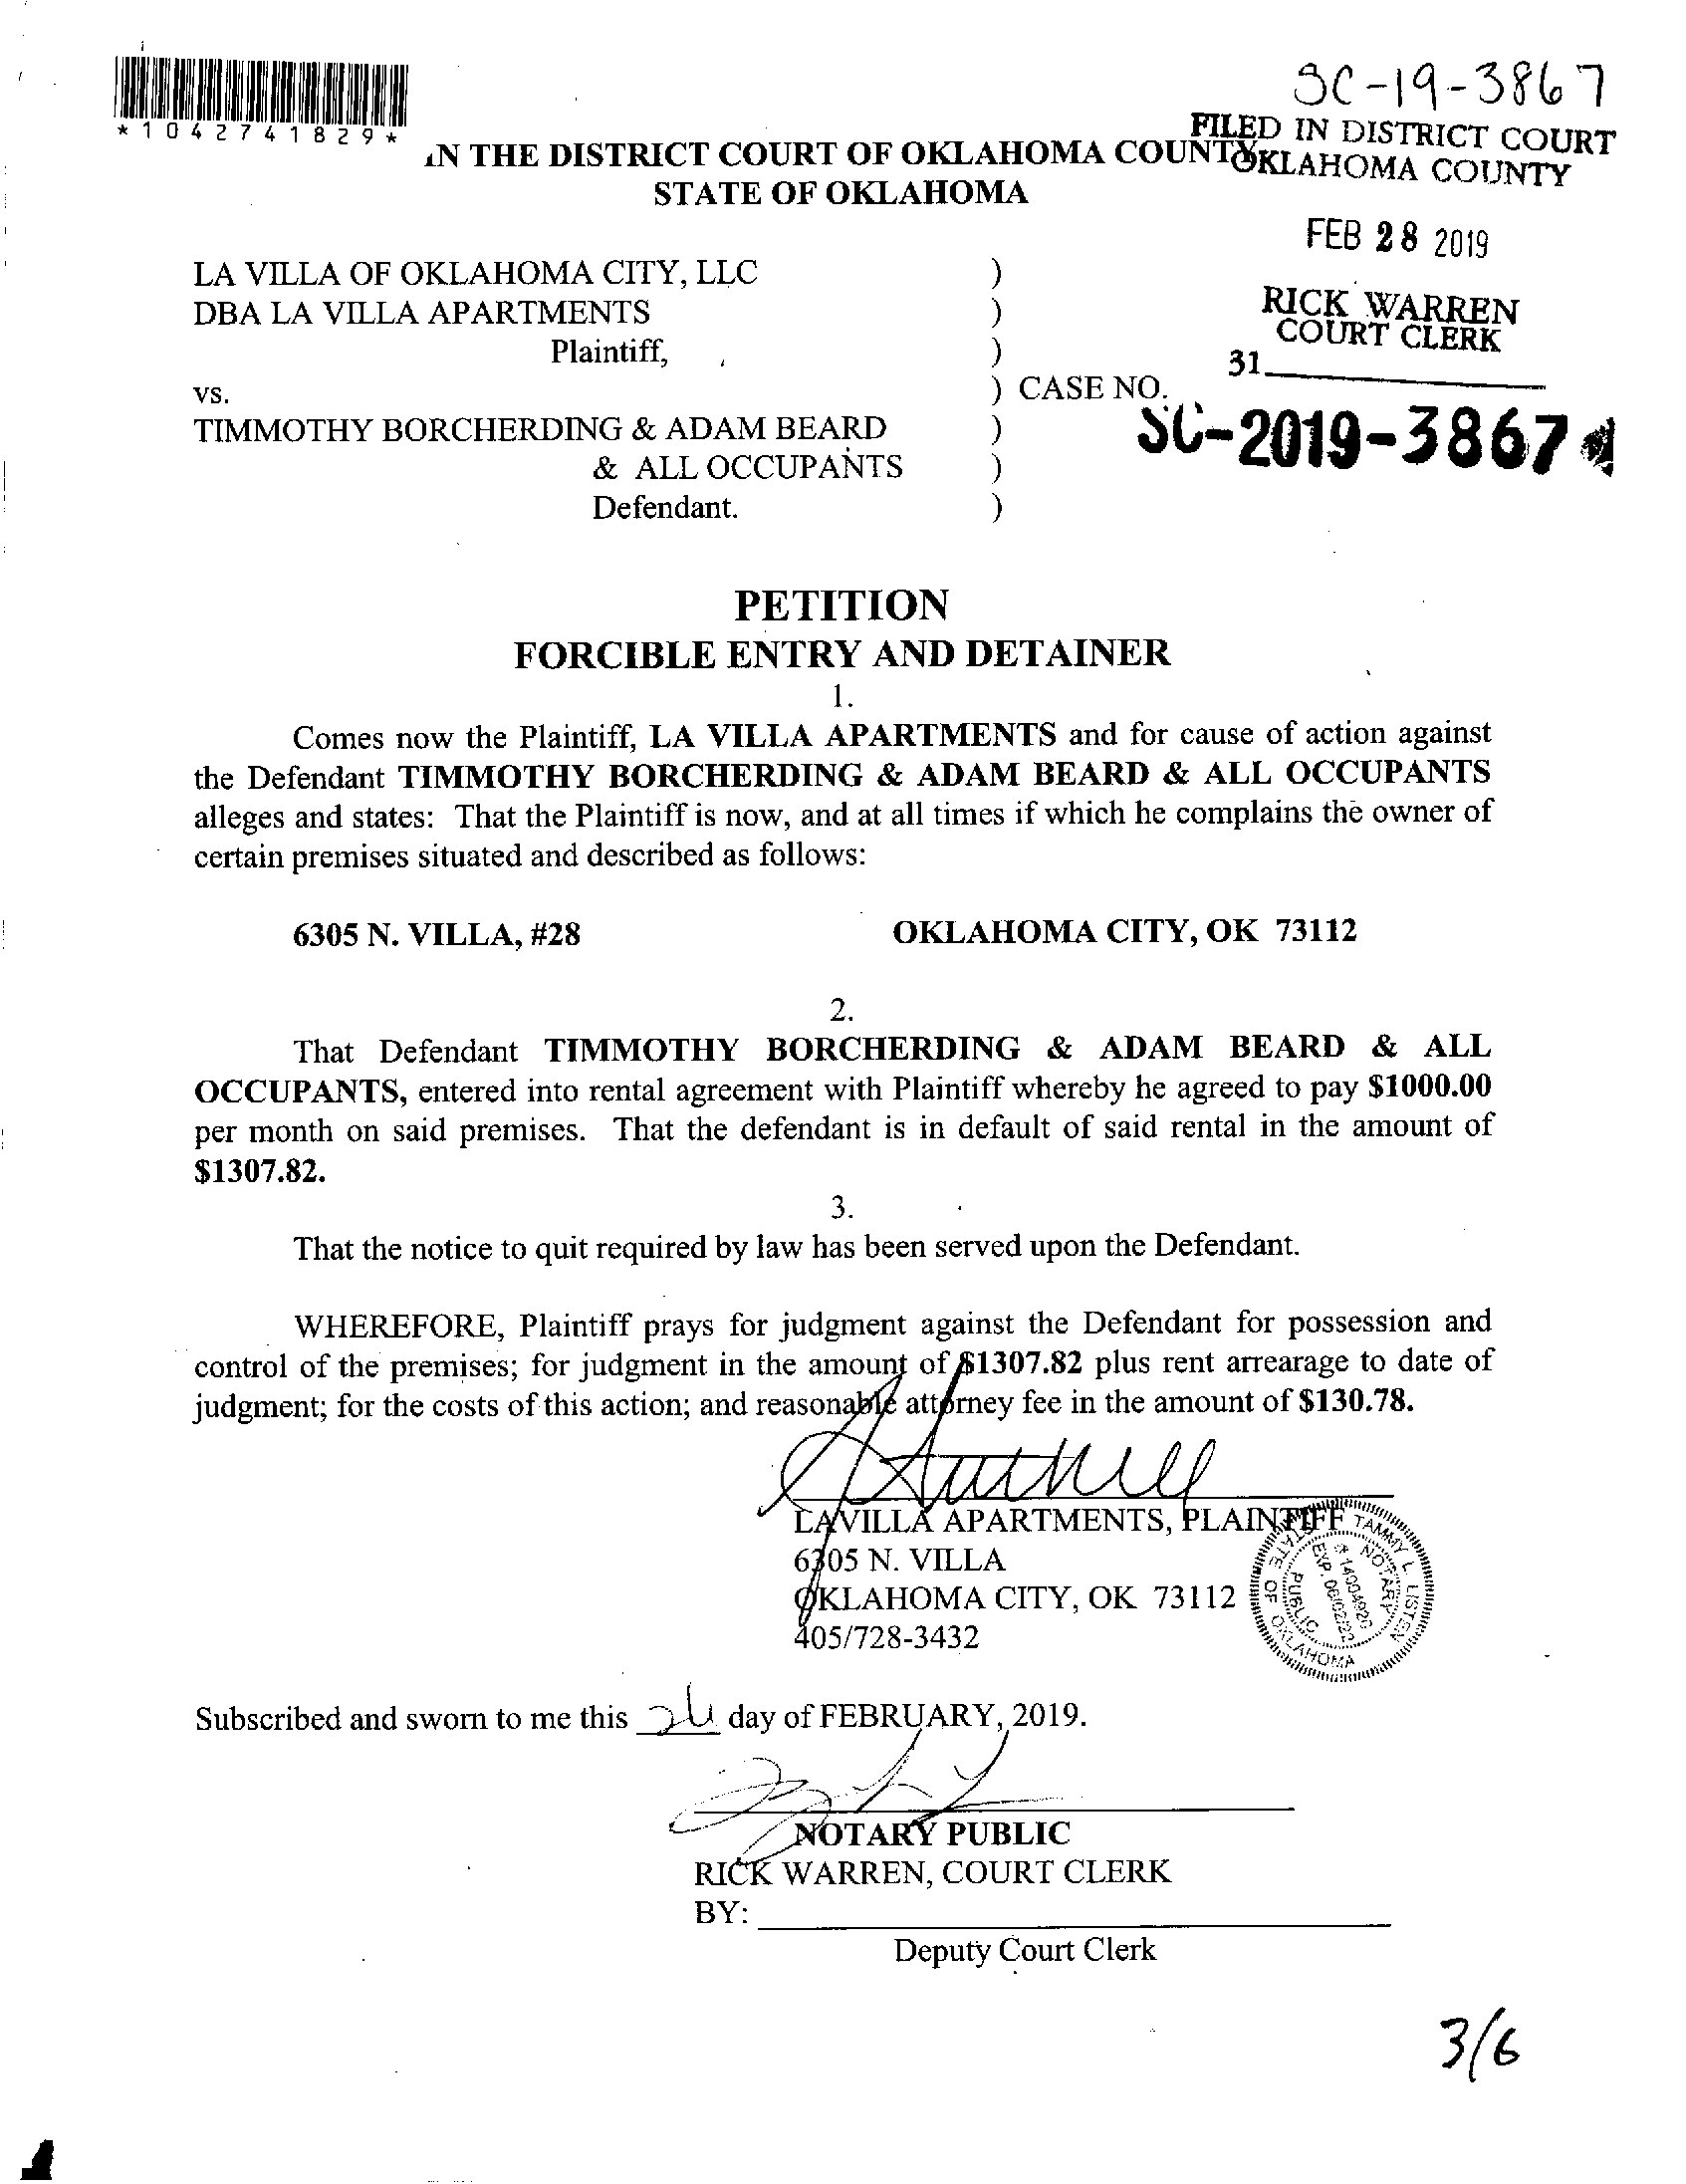 SC-19-3867
*1042741829*
FILED IN DISTRICT COURT
OKLAHOMA COUNTY
IN THE DISTRICT COURT OF OKLAHOMA COUNTY
STATE OF OKLAHOMA
FEB 28 2019
RICK WARREN
COURT CLERK
31
LA VILLA OF OKLAHOMA CITY, LLC )
DBA LA VILLA APARTMENTS )
Plaintiff, )
vs. ) CASE NO.
SC-2019-3867
TIMMOTHY BORCHERDING & ADAM BEARD )
& ALL OCCUPANTS )
Defendant. )
PETITION
FORCIBLE ENTRY AND DETAINER
1.
Comes now the Plaintiff, LA VILLA APARTMENTS and for cause of action against
the Defendant TIMMOTHY BORCHERDING & ADAM BEARD & ALL OCCUPANTS
alleges and states: That the Plaintiff is now, and at all times if which he complains the owner of
certain premises situated and described as follows:
6305 N. VILLA, #28 OKLAHOMA CITY, OK 73112
2.
That Defendant TIMMOTHY BORCHERDING & ADAM BEARD & ALL
OCCUPANTS, entered into rental agreement with Plaintiff whereby he agreed to pay $1000.00
per month on said premises. That the defendant is in default of said rental in the amount of
$1307.82.
3.
That the notice to quit required by law has been served upon the Defendant.
WHEREFORE, Plaintiff prays for judgment against the Defendant for possession and
control of the premises; for judgment in the amount of $1307.82 plus rent arrearage to date of
judgment; for the costs of this action; and reasonable attorney fee in the amount of $130.78.
LAVILLA APARTMENTS, PLAINTIFF
6305 N. VILLA
OKLAHOMA CITY, OK 73112
405/728-3432
TAMMY L. LISTEN
STATE OF OKLAHOMA
NOTARY
# 14004920
EXP. 06/02/22
PUBLIC
Subscribed and sworn to me this day of FEBRUARY, 2019.
NOTARY PUBLIC
RICK WARREN, COURT CLERK
BY:
Deputy Court Clerk
3/6